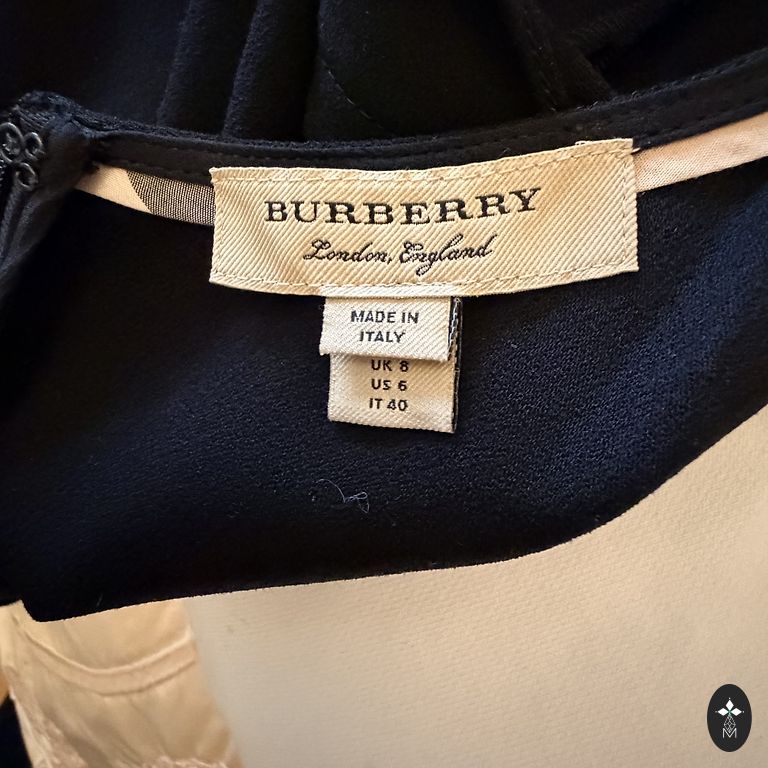 BURBERRY
London, England
MADE IN
ITALY
UK 8
US 6
IT 40
M